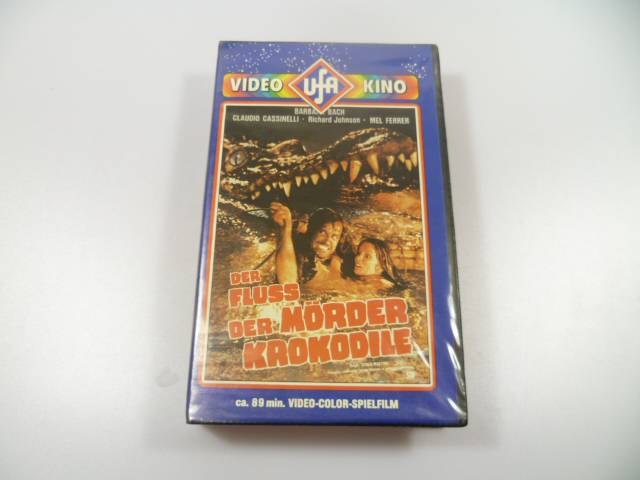 VIDEO UFA KINO
BARBARA BACH
CLAUDIO CASSINELLI · Richard Johnson · MEL FERRER
DER
FLUSS
DER MÖRDER
KROKODILE
ca. 89 min. VIDEO-COLOR-SPIELFILM